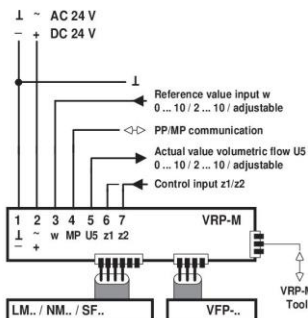 ⊥ ~ AC 24 V
– + DC 24 V
⊥
Reference value input w
0 ... 10 / 2 ... 10 / adjustable
PP/MP communication
Actual value volumetric flow U5
0 ... 10 / 2 ... 10 / adjustable
Control input z1/z2
1 2 3 4 5 6 7 VRP-M
⊥ ~ w MP U5 z1 z2
– +
VRP-M
Tool
LM.. / NM.. / SF..
VFP-..